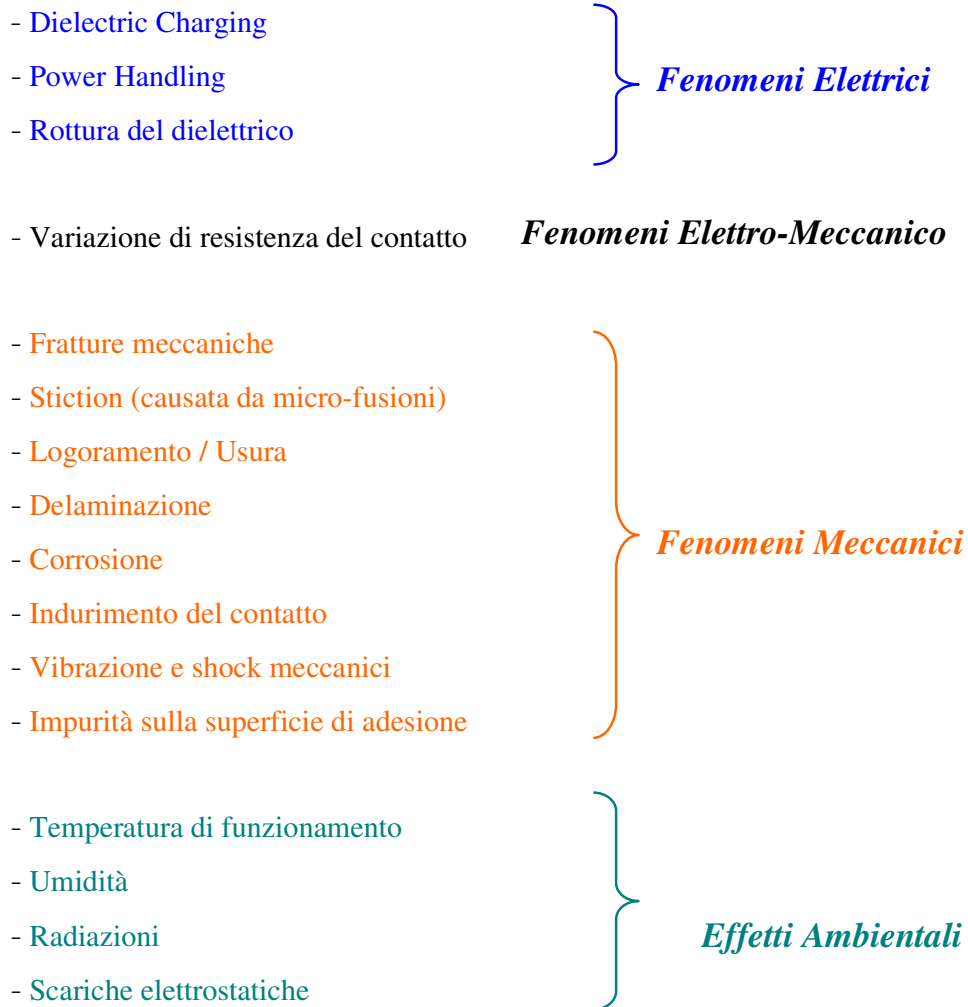 - Dielectric Charging
- Power Handling
Fenomeni Elettrici
- Rottura del dielettrico
- Variazione di resistenza del contatto Fenomeni Elettro-Meccanico
- Fratture meccaniche
- Stiction (causata da micro-fusioni)
- Logoramento / Usura
- Delaminazione
Fenomeni Meccanici
- Corrosione
- Indurimento del contatto
- Vibrazione e shock meccanici
- Impurità sulla superficie di adesione
- Temperatura di funzionamento
- Umidità
- Radiazioni
Effetti Ambientali
- Scariche elettrostatiche